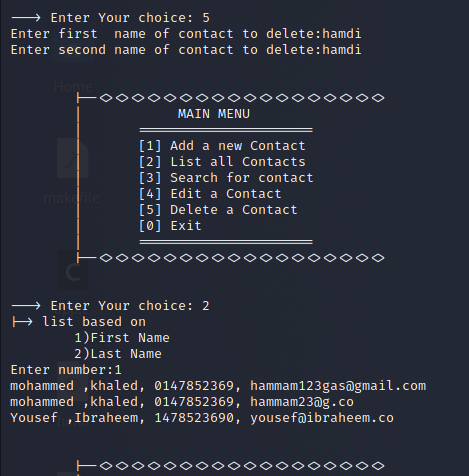 ---> Enter Your choice: 5
Enter first  name of contact to delete:hamdi
Enter second name of contact to delete:hamdi
|--<><><><><><><><><><><><><><><><><><>
MAIN MENU
======================
[1] Add a new Contact
[2] List all Contacts
[3] Search for contact
[4] Edit a Contact
[5] Delete a Contact
[0] Exit
======================
|--<><><><><><><><><><><><><><><><><><>
---> Enter Your choice: 2
|--> list based on
1)First Name
2)Last Name
Enter number:1
mohammed ,khaled, 0147852369, hammam123gas@gmail.com
mohammed ,khaled, 0147852369, hammam23@g.co
Yousef ,Ibraheem, 1478523690, yousef@ibraheem.co
|--<><><><><><><><><><><><><><><><><><>
Home
makefile
C